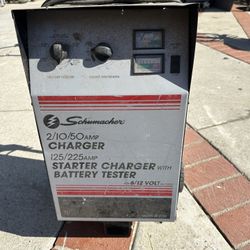 Schumacher
2/10/50 AMP
CHARGER
125/225 AMP
STARTER CHARGER WITH
BATTERY TESTER
6/12 VOLT